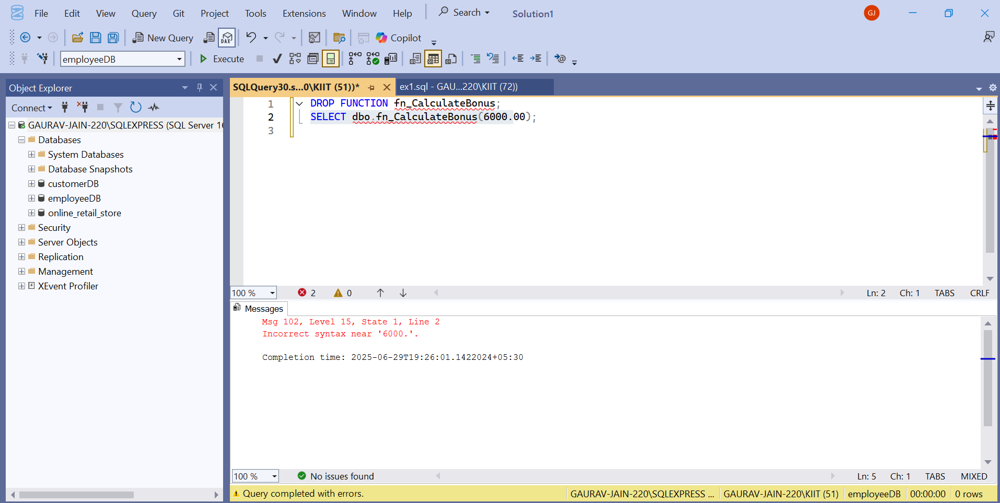 File Edit View Query Git Project Tools Extensions Window Help Search Solution1 GJ
New Query DAX Copilot
employeeDB Execute
Object Explorer
Connect
GAURAV-JAIN-220\SQLEXPRESS (SQL Server 16
Databases
System Databases
Database Snapshots
customerDB
employeeDB
online_retail_store
Security
Server Objects
Replication
Management
XEvent Profiler
SQLQuery30.s...0\KIIT (51))* ex1.sql - GAU...220\KIIT (72))
1 DROP FUNCTION fn_CalculateBonus;
2 SELECT dbo.fn_CalculateBonus(6000.00);
3
100 % 2 0 Ln: 2 Ch: 1 TABS CRLF
Messages
Msg 102, Level 15, State 1, Line 2
Incorrect syntax near '6000.'.
Completion time: 2025-06-29T19:26:01.1422024+05:30
100 % No issues found Ln: 5 Ch: 1 TABS MIXED
Query completed with errors. GAURAV-JAIN-220\SQLEXPRESS ... GAURAV-JAIN-220\KIIT (51) employeeDB 00:00:00 0 rows